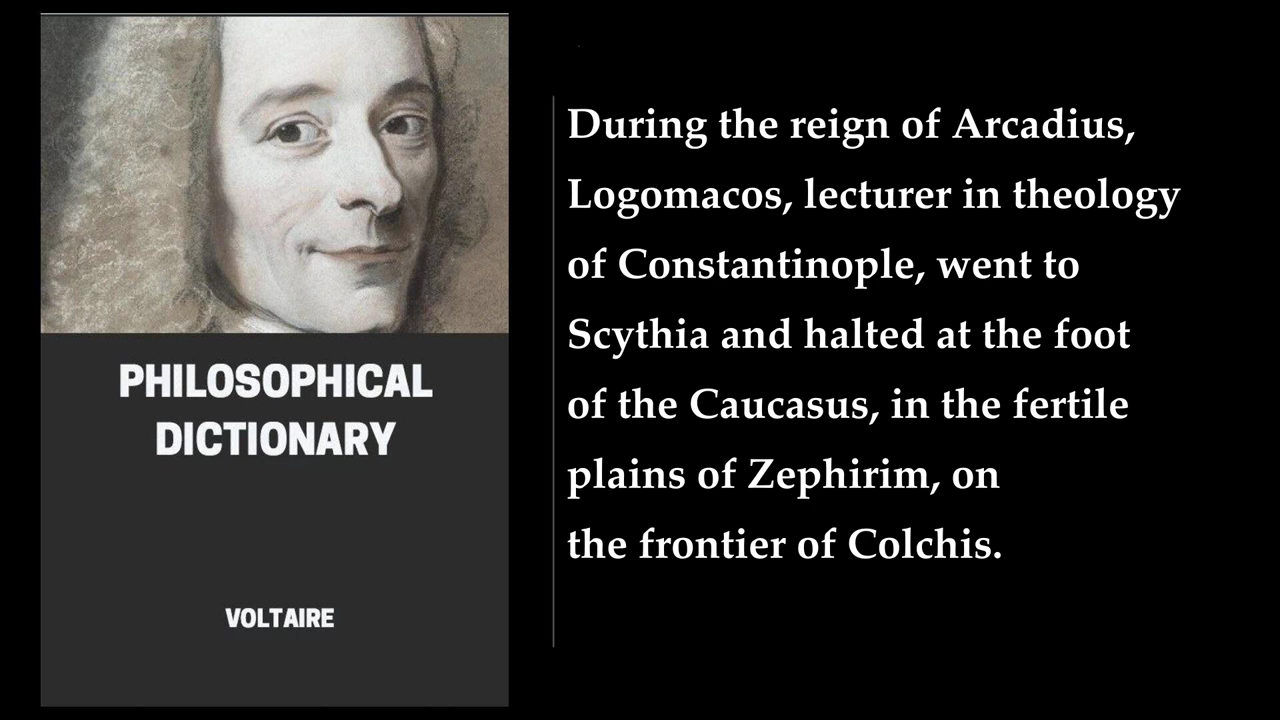 PHILOSOPHICAL
DICTIONARY
VOLTAIRE
During the reign of Arcadius,
Logomacos, lecturer in theology
of Constantinople, went to
Scythia and halted at the foot
of the Caucasus, in the fertile
plains of Zephirim, on
the frontier of Colchis.